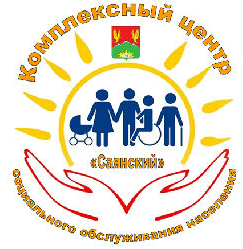 Комплексный центр
«Саянский»
социального обслуживания населения